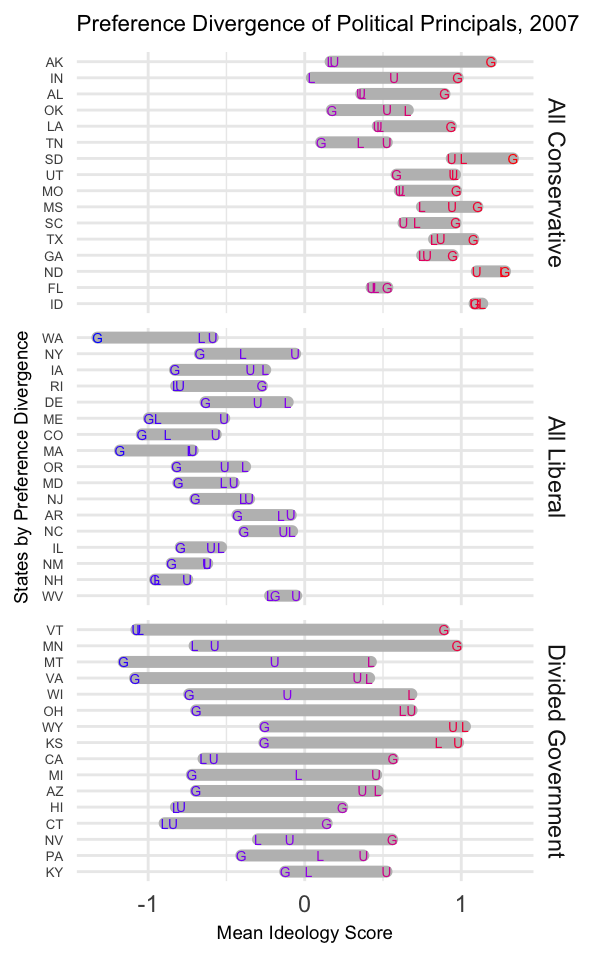 Preference Divergence of Political Principals, 2007
All Conservative
AK L U G
IN L U G
AL L U G
OK G U L
LA L U G
TN G L U
SD U L G
UT G U L
MO L U G
MS L U G
SC U L G
TX L U G
GA L U G
ND U L G
FL U L G
ID G U L
States by Preference Divergence
All Liberal
WA G L U
NY G L U
IA G U L
RI L U G
DE G U L
ME G L U
CO G L U
MA G L U
OR G U L
MD G L U
NJ G L U
AR G L U
NC G U L
IL G U L
NM G L U
NH G L U
WV L G U
Divided Government
VT U L G
MN L U G
MT G U L
VA G U L
WI G U L
OH G L U
WY G U L
KS G L U
CA L U G
MI G L U
AZ G U L
HI L U G
CT L U G
NV L U G
PA G L U
KY G L U
-1 0 1
Mean Ideology Score